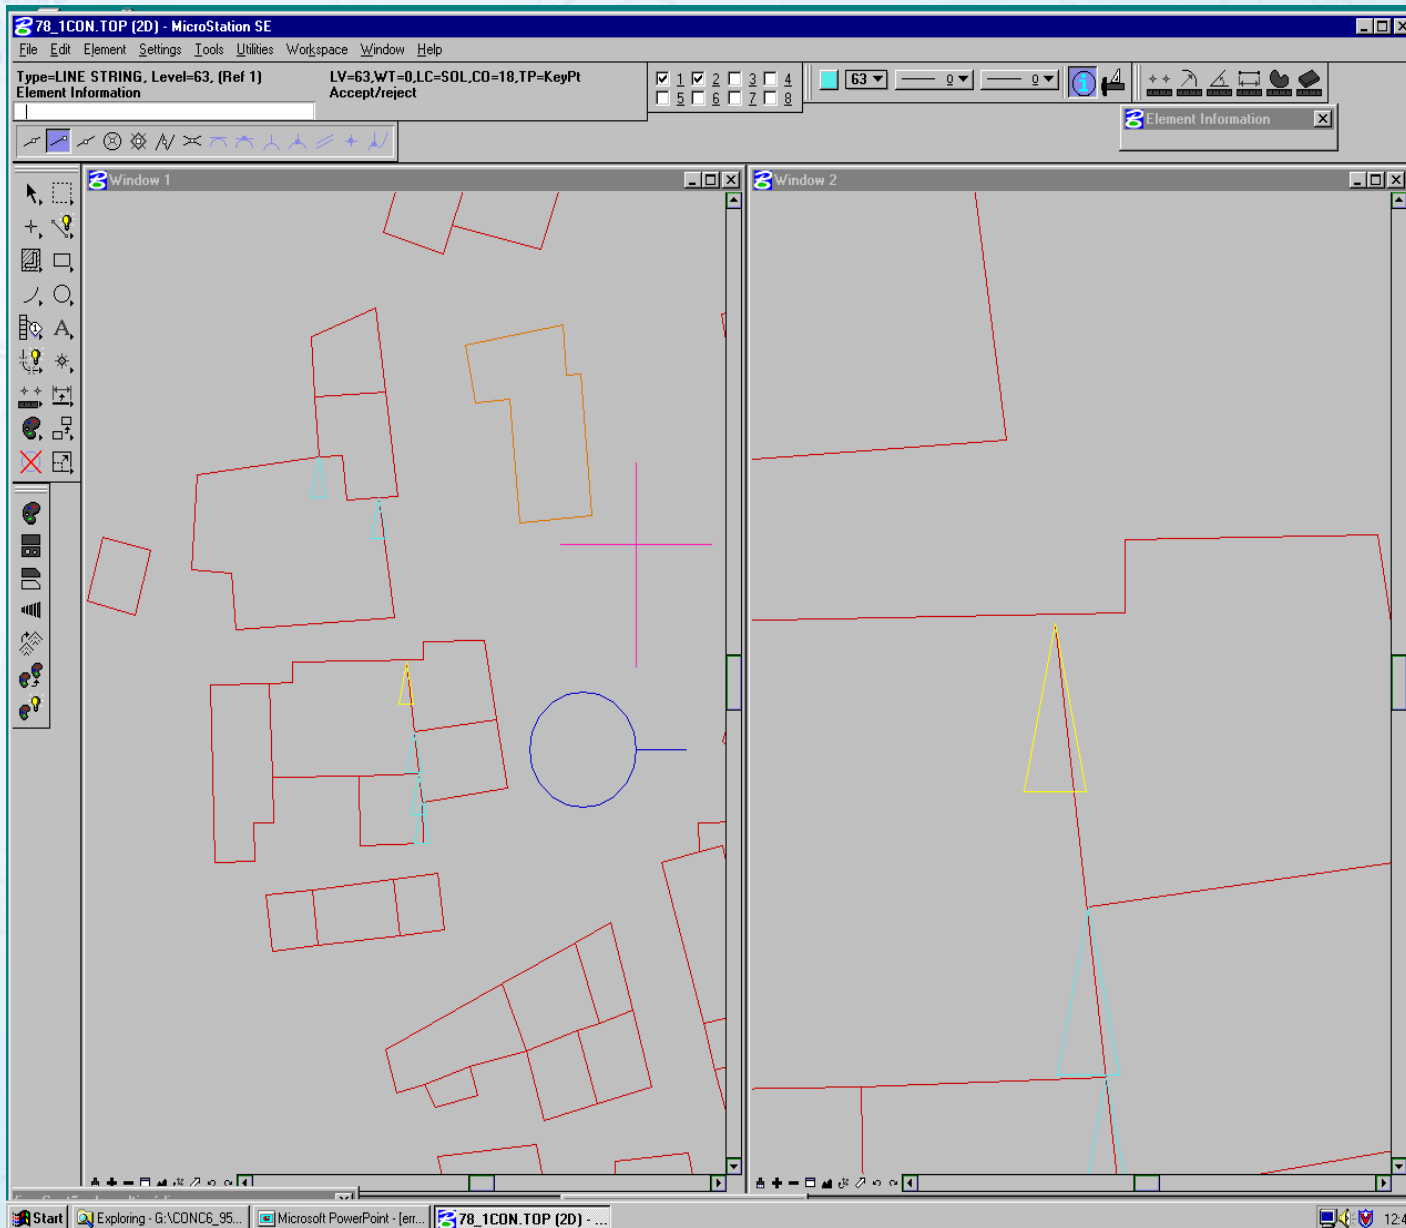 78_1CON.TOP (2D) - MicroStation SE
File Edit Element Settings Tools Utilities Workspace Window Help
Type=LINE STRING, Level=63, (Ref 1) LV=63,WT=0,LC=SOL,CO=18,TP=KeyPt
Element Information Accept/reject
1 2 3 4
5 6 7 8
63 0 0
Element Information
Window 1
Window 2
Start Exploring - G:\CONC6_95... Microsoft PowerPoint - [err... 78_1CON.TOP (2D) - ... 12:4